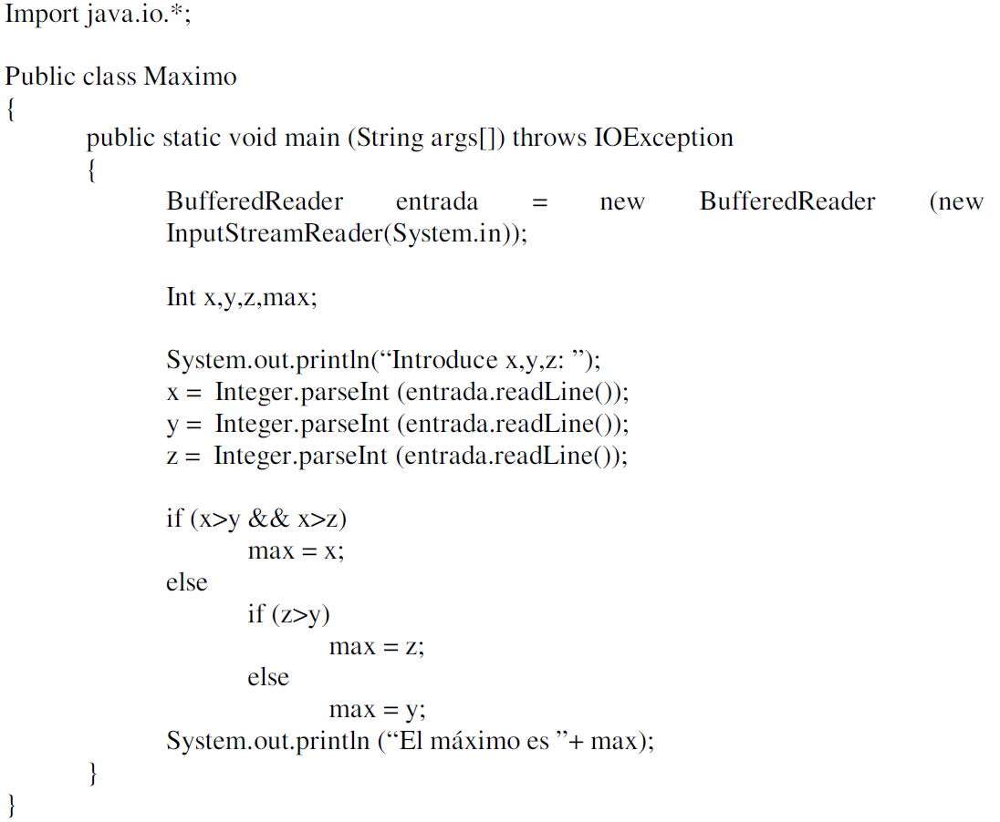 Import java.io.*;
Public class Maximo
{
public static void main (String args[]) throws IOException
{
BufferedReader entrada = new BufferedReader (new
InputStreamReader(System.in));
Int x,y,z,max;
System.out.println(“Introduce x,y,z: ”);
x = Integer.parseInt (entrada.readLine());
y = Integer.parseInt (entrada.readLine());
z = Integer.parseInt (entrada.readLine());
if (x>y && x>z)
max = x;
else
if (z>y)
max = z;
else
max = y;
System.out.println (“El máximo es ”+ max);
}
}